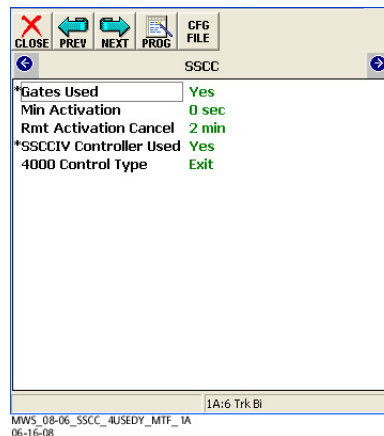 CLOSE PREV NEXT PROG CFG FILE
SSCC
*Gates Used Yes
Min Activation 0 sec
Rmt Activation Cancel 2 min
*SSCCIV Controller Used Yes
4000 Control Type Exit
1A:6 Trk Bi
MWS_08-06_SSCC_4USEDY_MTF_1A
06-16-08